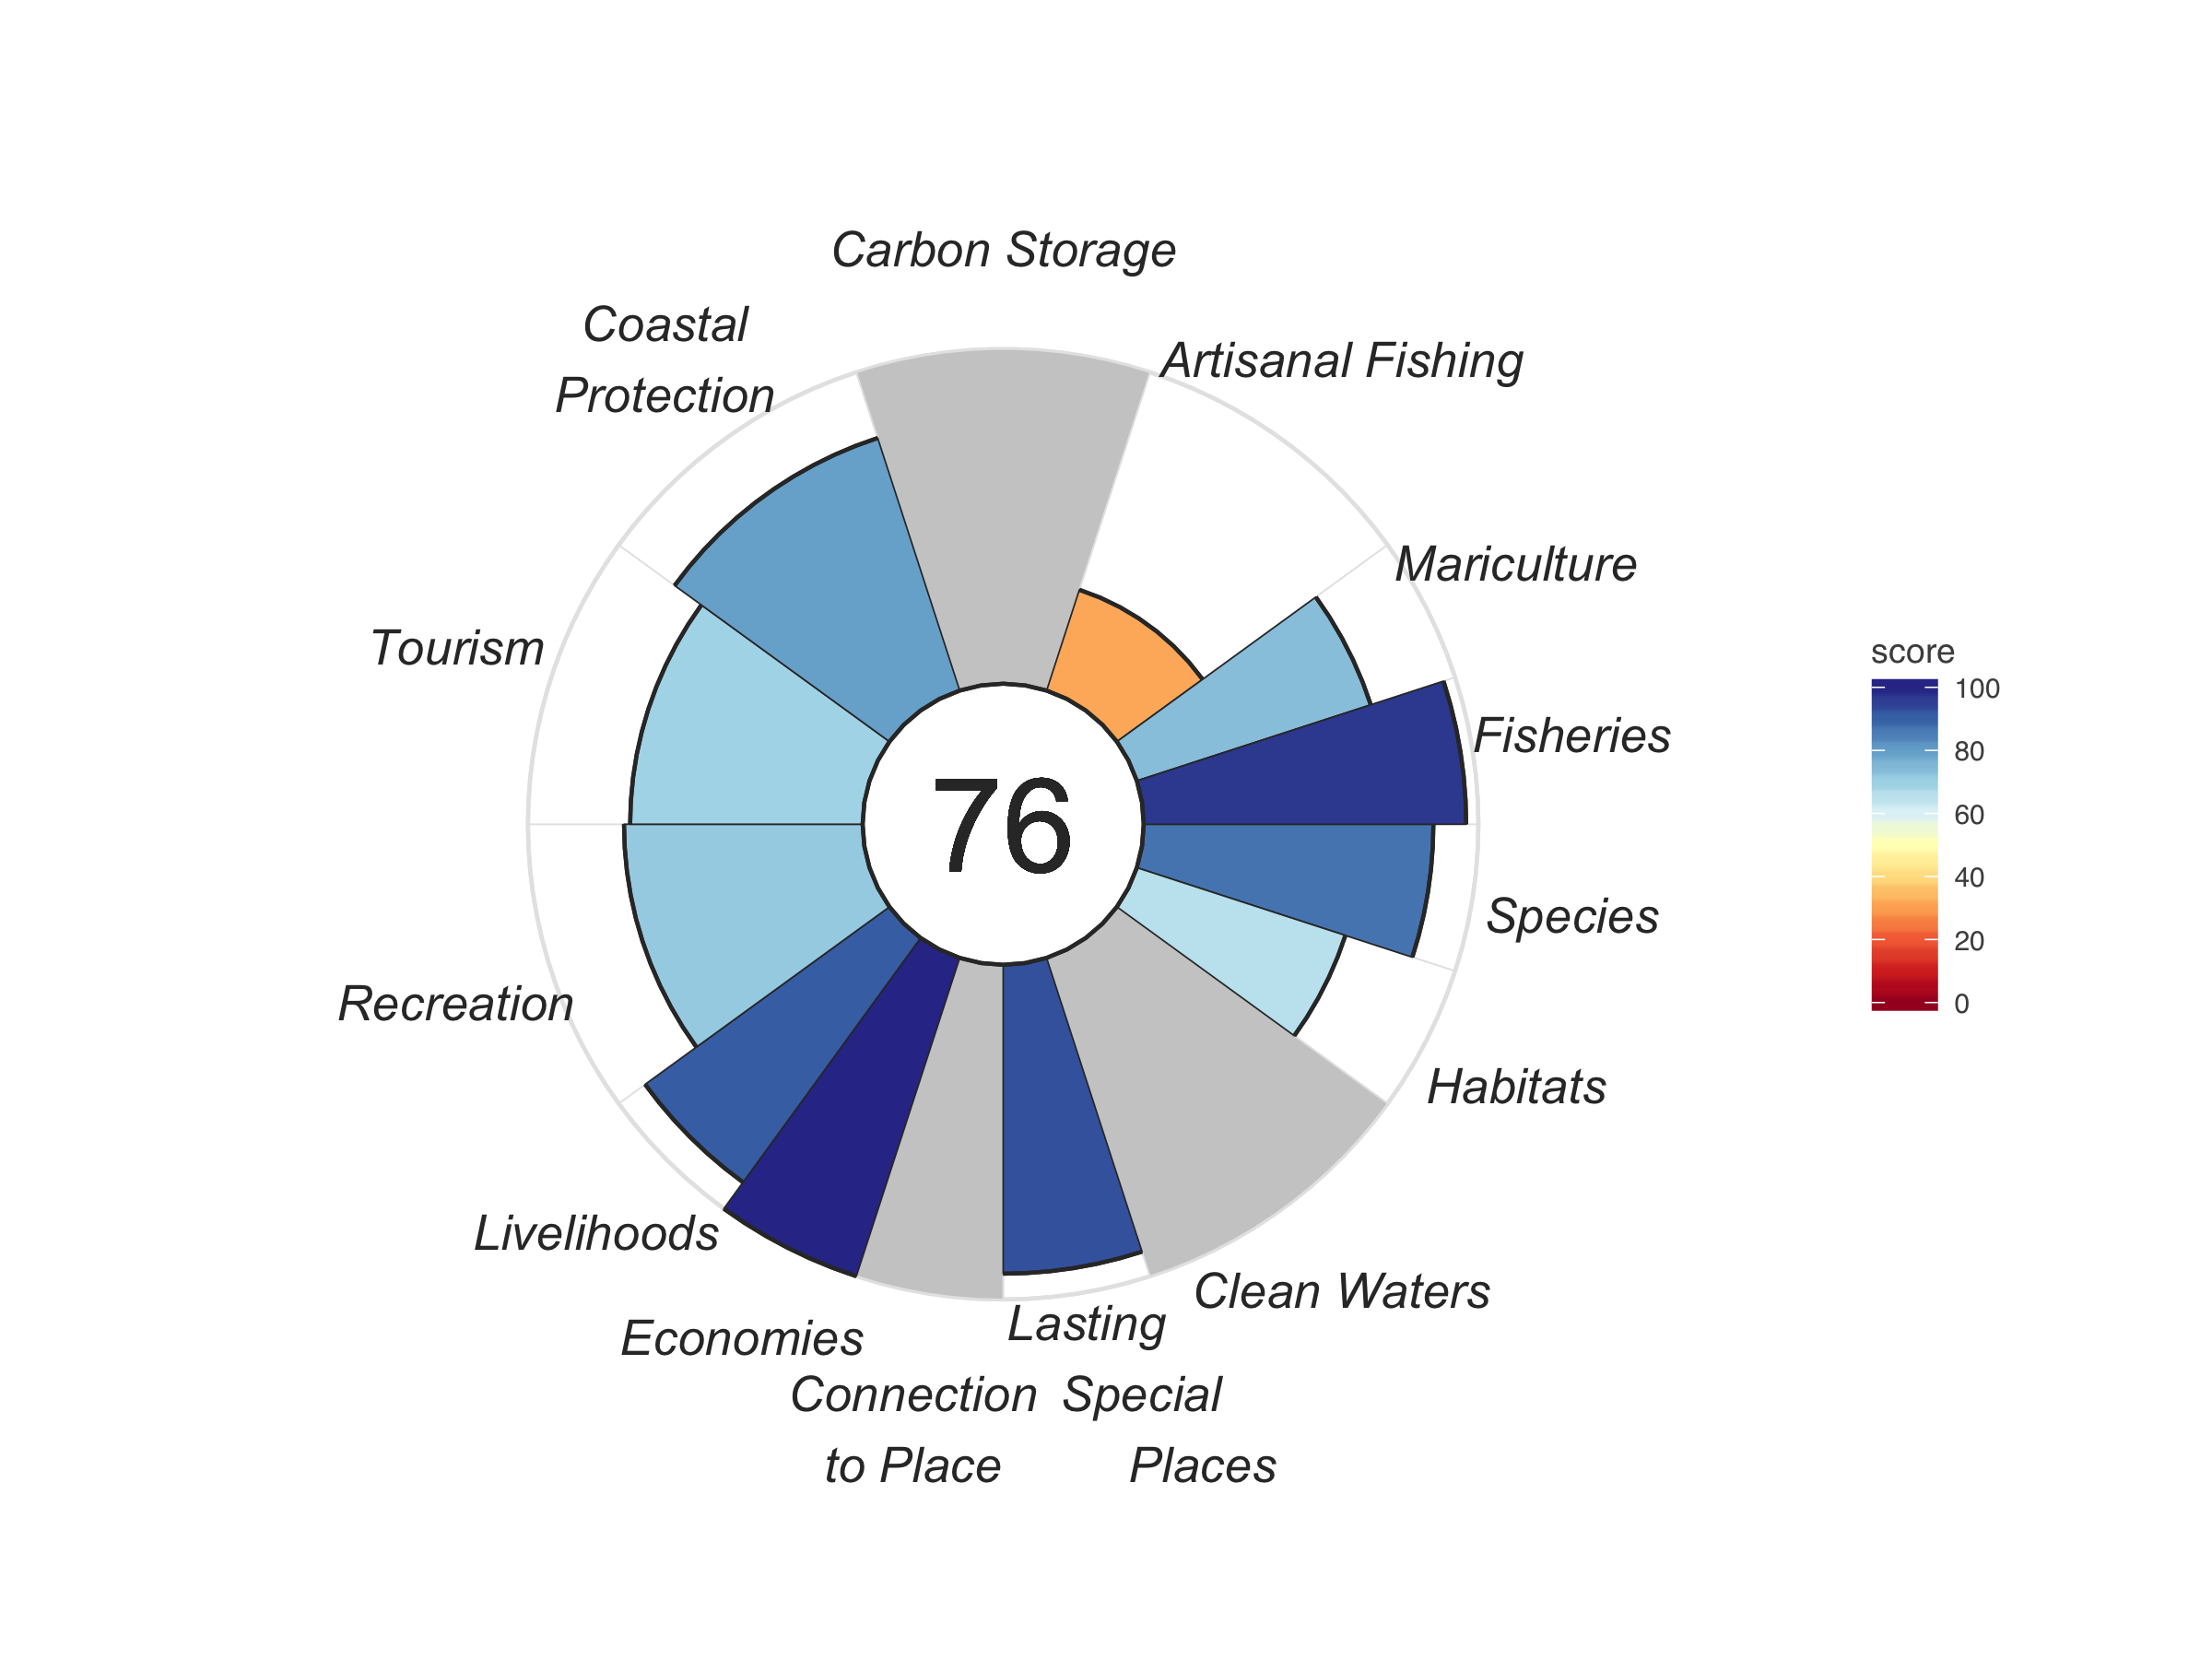 Carbon Storage
Coastal
Protection
Artisanal Fishing
Mariculture
Tourism
Fisheries
76
Species
Recreation
Habitats
Livelihoods
Clean Waters
Economies
Lasting
Special
Places
Connection
to Place
score
100
80
60
40
20
0